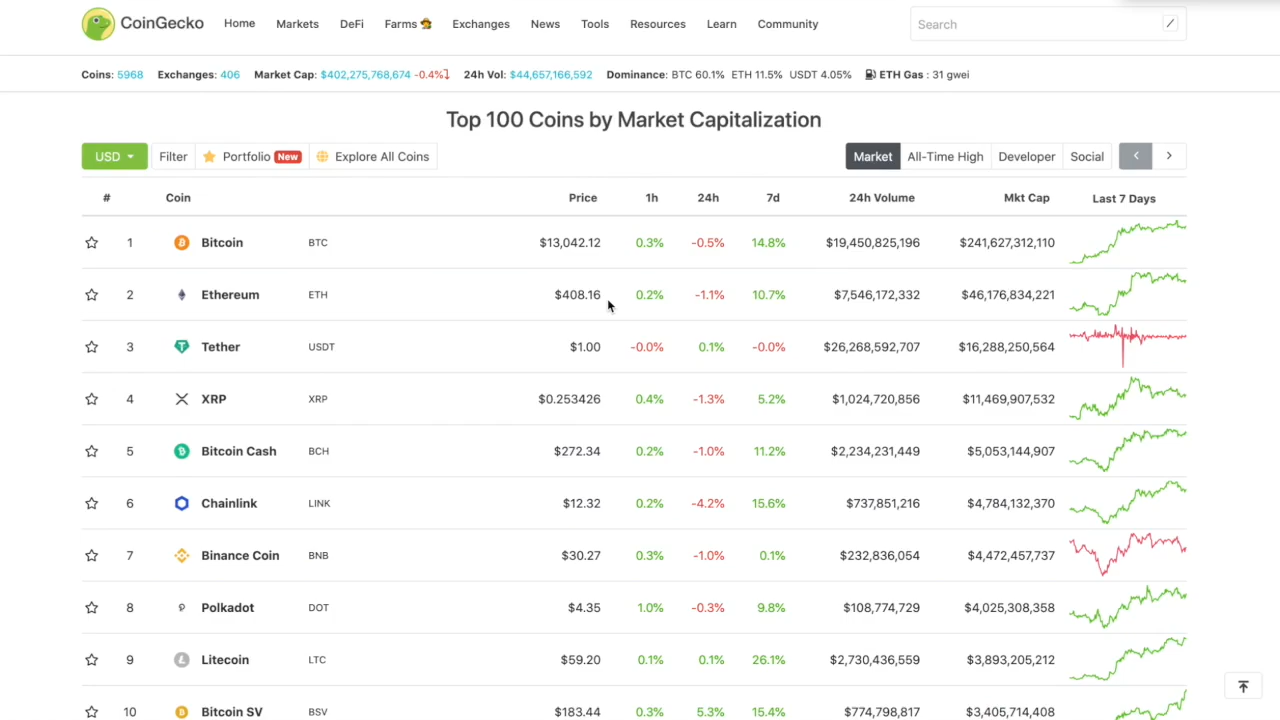 CoinGecko Home Markets DeFi Farms Exchanges News Tools Resources Learn Community Search /
Coins: 5968 Exchanges: 406 Market Cap: $402,275,768,674 -0.4% 24h Vol: $44,657,166,592 Dominance: BTC 60.1% ETH 11.5% USDT 4.05% ETH Gas : 31 gwei
Top 100 Coins by Market Capitalization
USD Filter Portfolio New Explore All Coins Market All-Time High Developer Social
# Coin Price 1h 24h 7d 24h Volume Mkt Cap Last 7 Days
1 Bitcoin BTC $13,042.12 0.3% -0.5% 14.8% $19,450,825,196 $241,627,312,110
2 Ethereum ETH $408.16 0.2% -1.1% 10.7% $7,546,172,332 $46,176,834,221
3 Tether USDT $1.00 -0.0% 0.1% -0.0% $26,268,592,707 $16,288,250,564
4 XRP XRP $0.253426 0.4% -1.3% 5.2% $1,024,720,856 $11,469,907,532
5 Bitcoin Cash BCH $272.34 0.2% -1.0% 11.2% $2,234,231,449 $5,053,144,907
6 Chainlink LINK $12.32 0.2% -4.2% 15.6% $737,851,216 $4,784,132,370
7 Binance Coin BNB $30.27 0.3% -1.0% 0.1% $232,836,054 $4,472,457,737
8 Polkadot DOT $4.35 1.0% -0.3% 9.8% $108,774,729 $4,025,308,358
9 Litecoin LTC $59.20 0.1% 0.1% 26.1% $2,730,436,559 $3,893,205,212
10 Bitcoin SV BSV $183.44 0.3% 5.3% 15.4% $774,798,817 $3,405,714,408